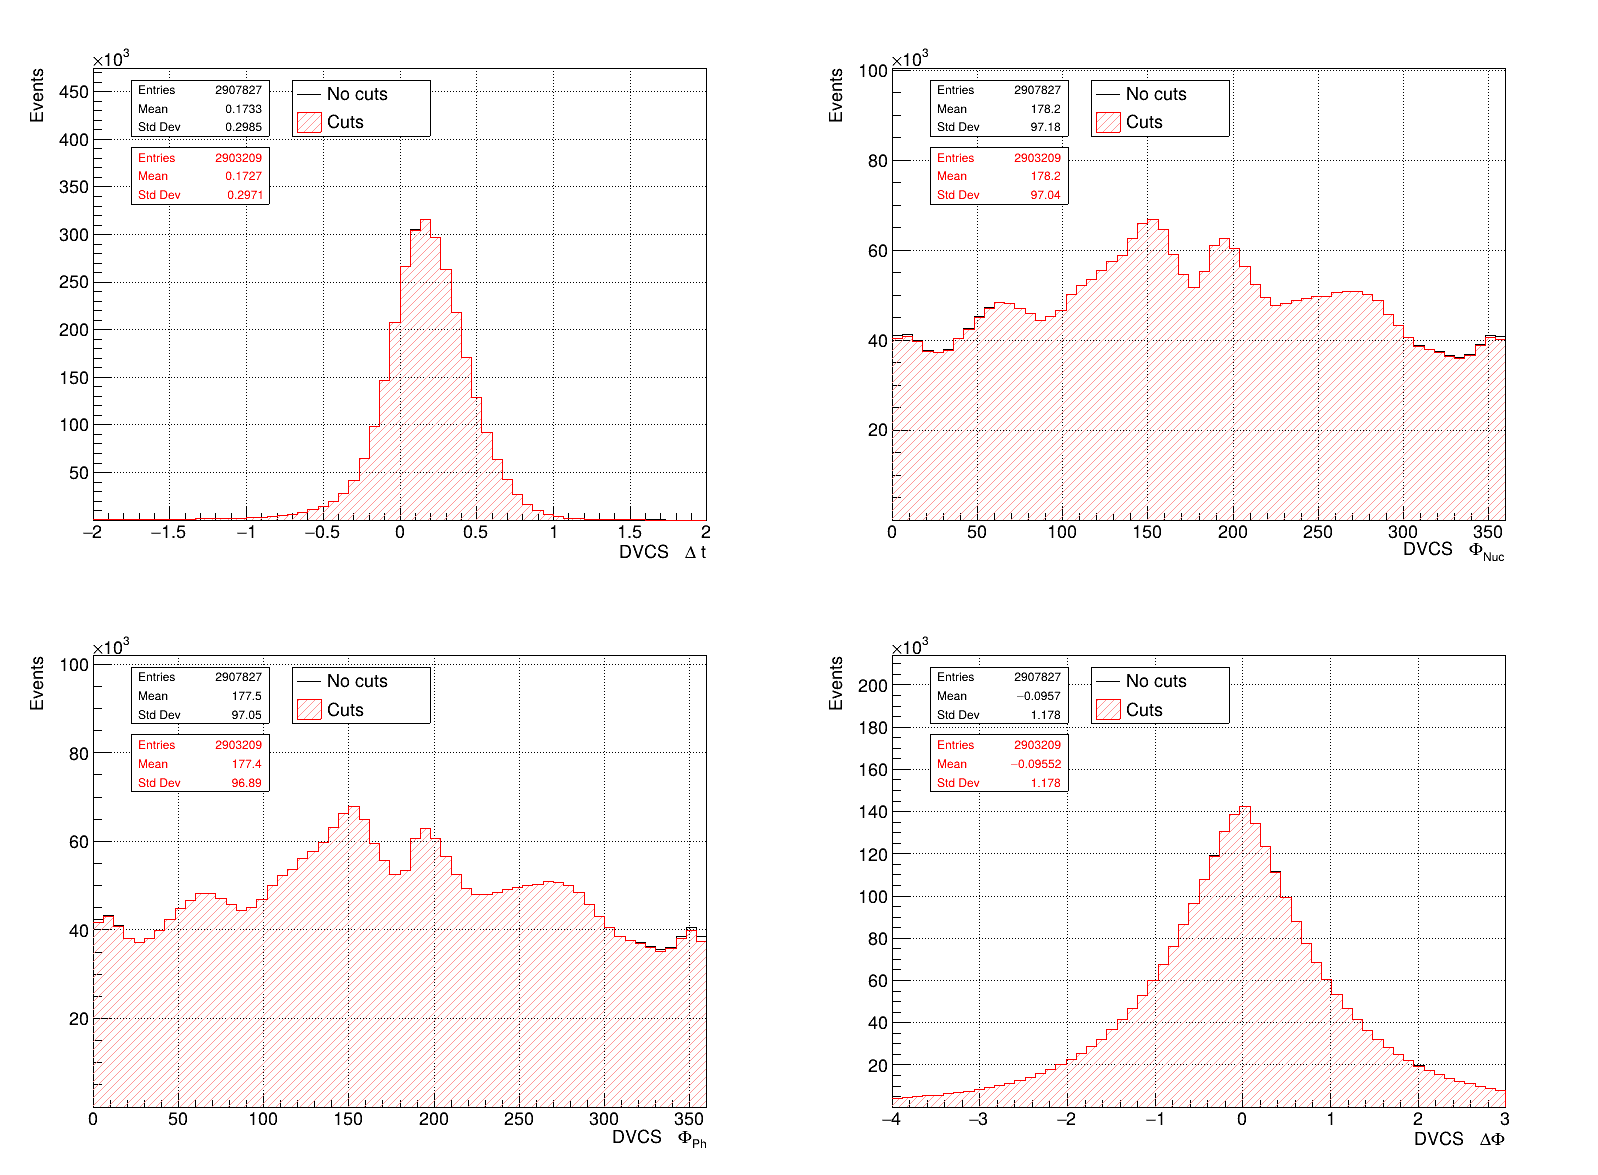 ×10³
Events
Entries 2907827
Mean 0.1733
Std Dev 0.2985
Entries 2903209
Mean 0.1727
Std Dev 0.2971
No cuts
Cuts
450
400
350
300
250
200
150
100
50
−2 −1.5 −1 −0.5 0 0.5 1 1.5 2
DVCS Δ t
×10³
Events
Entries 2907827
Mean 178.2
Std Dev 97.18
Entries 2903209
Mean 178.2
Std Dev 97.04
No cuts
Cuts
100
80
60
40
20
0 50 100 150 200 250 300 350
DVCS Φ_Nuc
×10³
Events
Entries 2907827
Mean 177.5
Std Dev 97.05
Entries 2903209
Mean 177.4
Std Dev 96.89
No cuts
Cuts
100
80
60
40
20
0 50 100 150 200 250 300 350
DVCS Φ_Ph
×10³
Events
Entries 2907827
Mean −0.0957
Std Dev 1.178
Entries 2903209
Mean −0.09552
Std Dev 1.178
No cuts
Cuts
200
180
160
140
120
100
80
60
40
20
−4 −3 −2 −1 0 1 2 3
DVCS ΔΦ